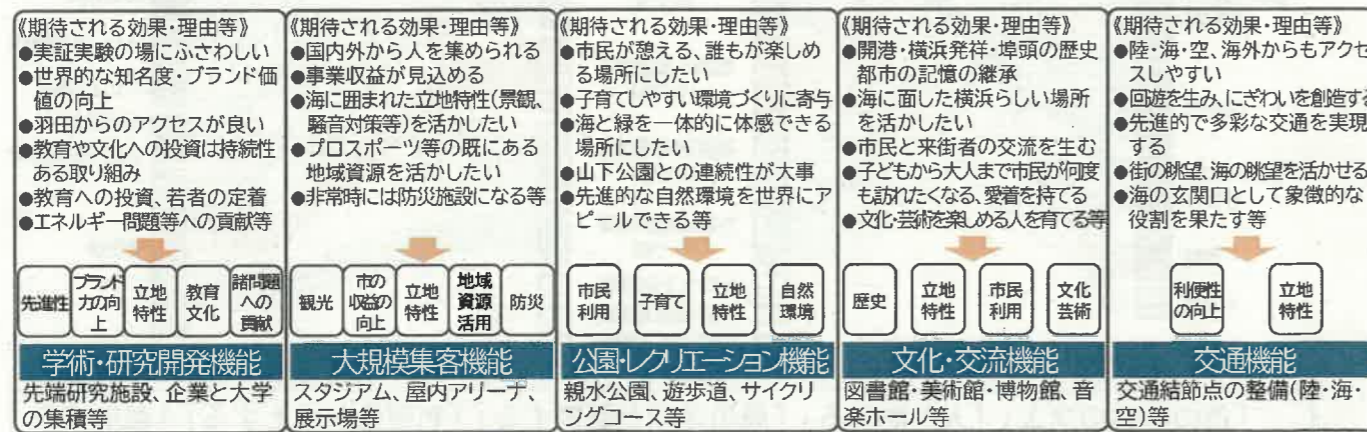 《期待される効果・理由等》
●実証実験の場にふさわしい
●世界的な知名度・ブランド価
値の向上
●羽田からのアクセスが良い
●教育や文化への投資は持続性
ある取り組み
●教育への投資、若者の定着
●エネルギー問題等への貢献等
先進性
ブランド
力の向
上
立地
特性
教育
文化
諸問題
への
貢献
学術・研究開発機能
先端研究施設、企業と大学
の集積等
《期待される効果・理由等》
●国内外から人を集められる
●事業収益が見込める
●海に囲まれた立地特性(景観、
騒音対策等)を活かしたい
●プロスポーツ等の既にある
地域資源を活かしたい
●非常時には防災施設になる等
観光
市の
収益の
向上
立地
特性
地域
資源
活用
防災
大規模集客機能
スタジアム、屋内アリーナ、
展示場等
《期待される効果・理由等》
●市民が憩える、誰もが楽しめ
る場所にしたい
●子育てしやすい環境づくりに寄与
●海と緑を一体的に体感できる
場所にしたい
●山下公園との連続性が大事
●先進的な自然環境を世界にア
ピールできる等
市民
利用
子育て
立地
特性
自然
環境
公園・レクリエーション機能
親水公園、遊歩道、サイクリ
ングコース等
《期待される効果・理由等》
●開港・横浜発祥・埠頭の歴史
都市の記憶の継承
●海に面した横浜らしい場所
を活かしたい
●市民と来街者の交流を生む
●子どもから大人まで市民が何度
も訪れたくなる、愛着を持てる
●文化・芸術を楽しめる人を育てる等
歴史
立地
特性
市民
利用
文化
芸術
文化・交流機能
図書館・美術館・博物館、音
楽ホール等
《期待される効果・理由等》
●陸・海・空、海外からもアクセ
スしやすい
●回遊を生み、にぎわいを創造する
●先進的で多彩な交通を実現
する
●街の眺望、海の眺望を活かせる
●海の玄関口として象徴的な
役割を果たす等
利便性
の向上
立地
特性
交通機能
交通結節点の整備(陸・海・
空)等